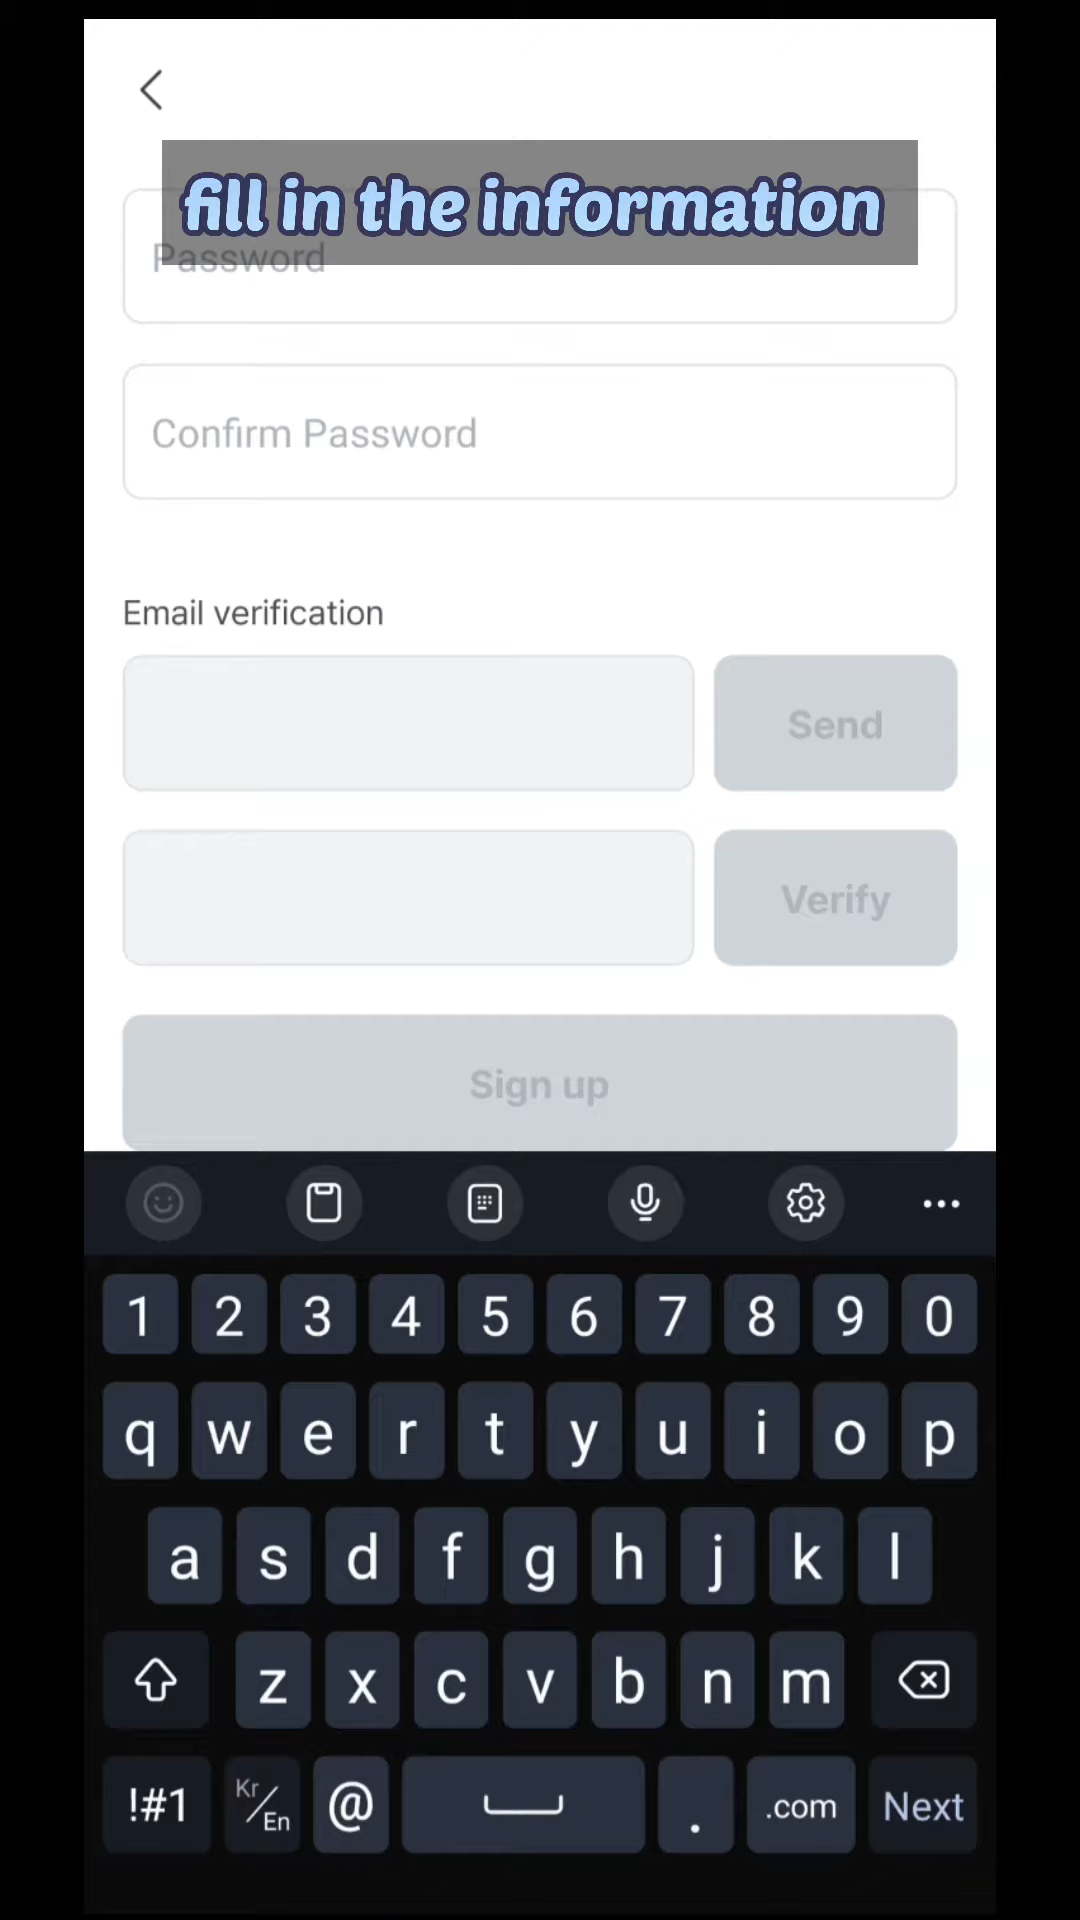 fill in the information
Password
Confirm Password
Email verification
Send
Verify
Sign up
1 2 3 4 5 6 7 8 9 0
q w e r t y u i o p
a s d f g h j k l
z x c v b n m
!#1 Kr/En @ . .com Next